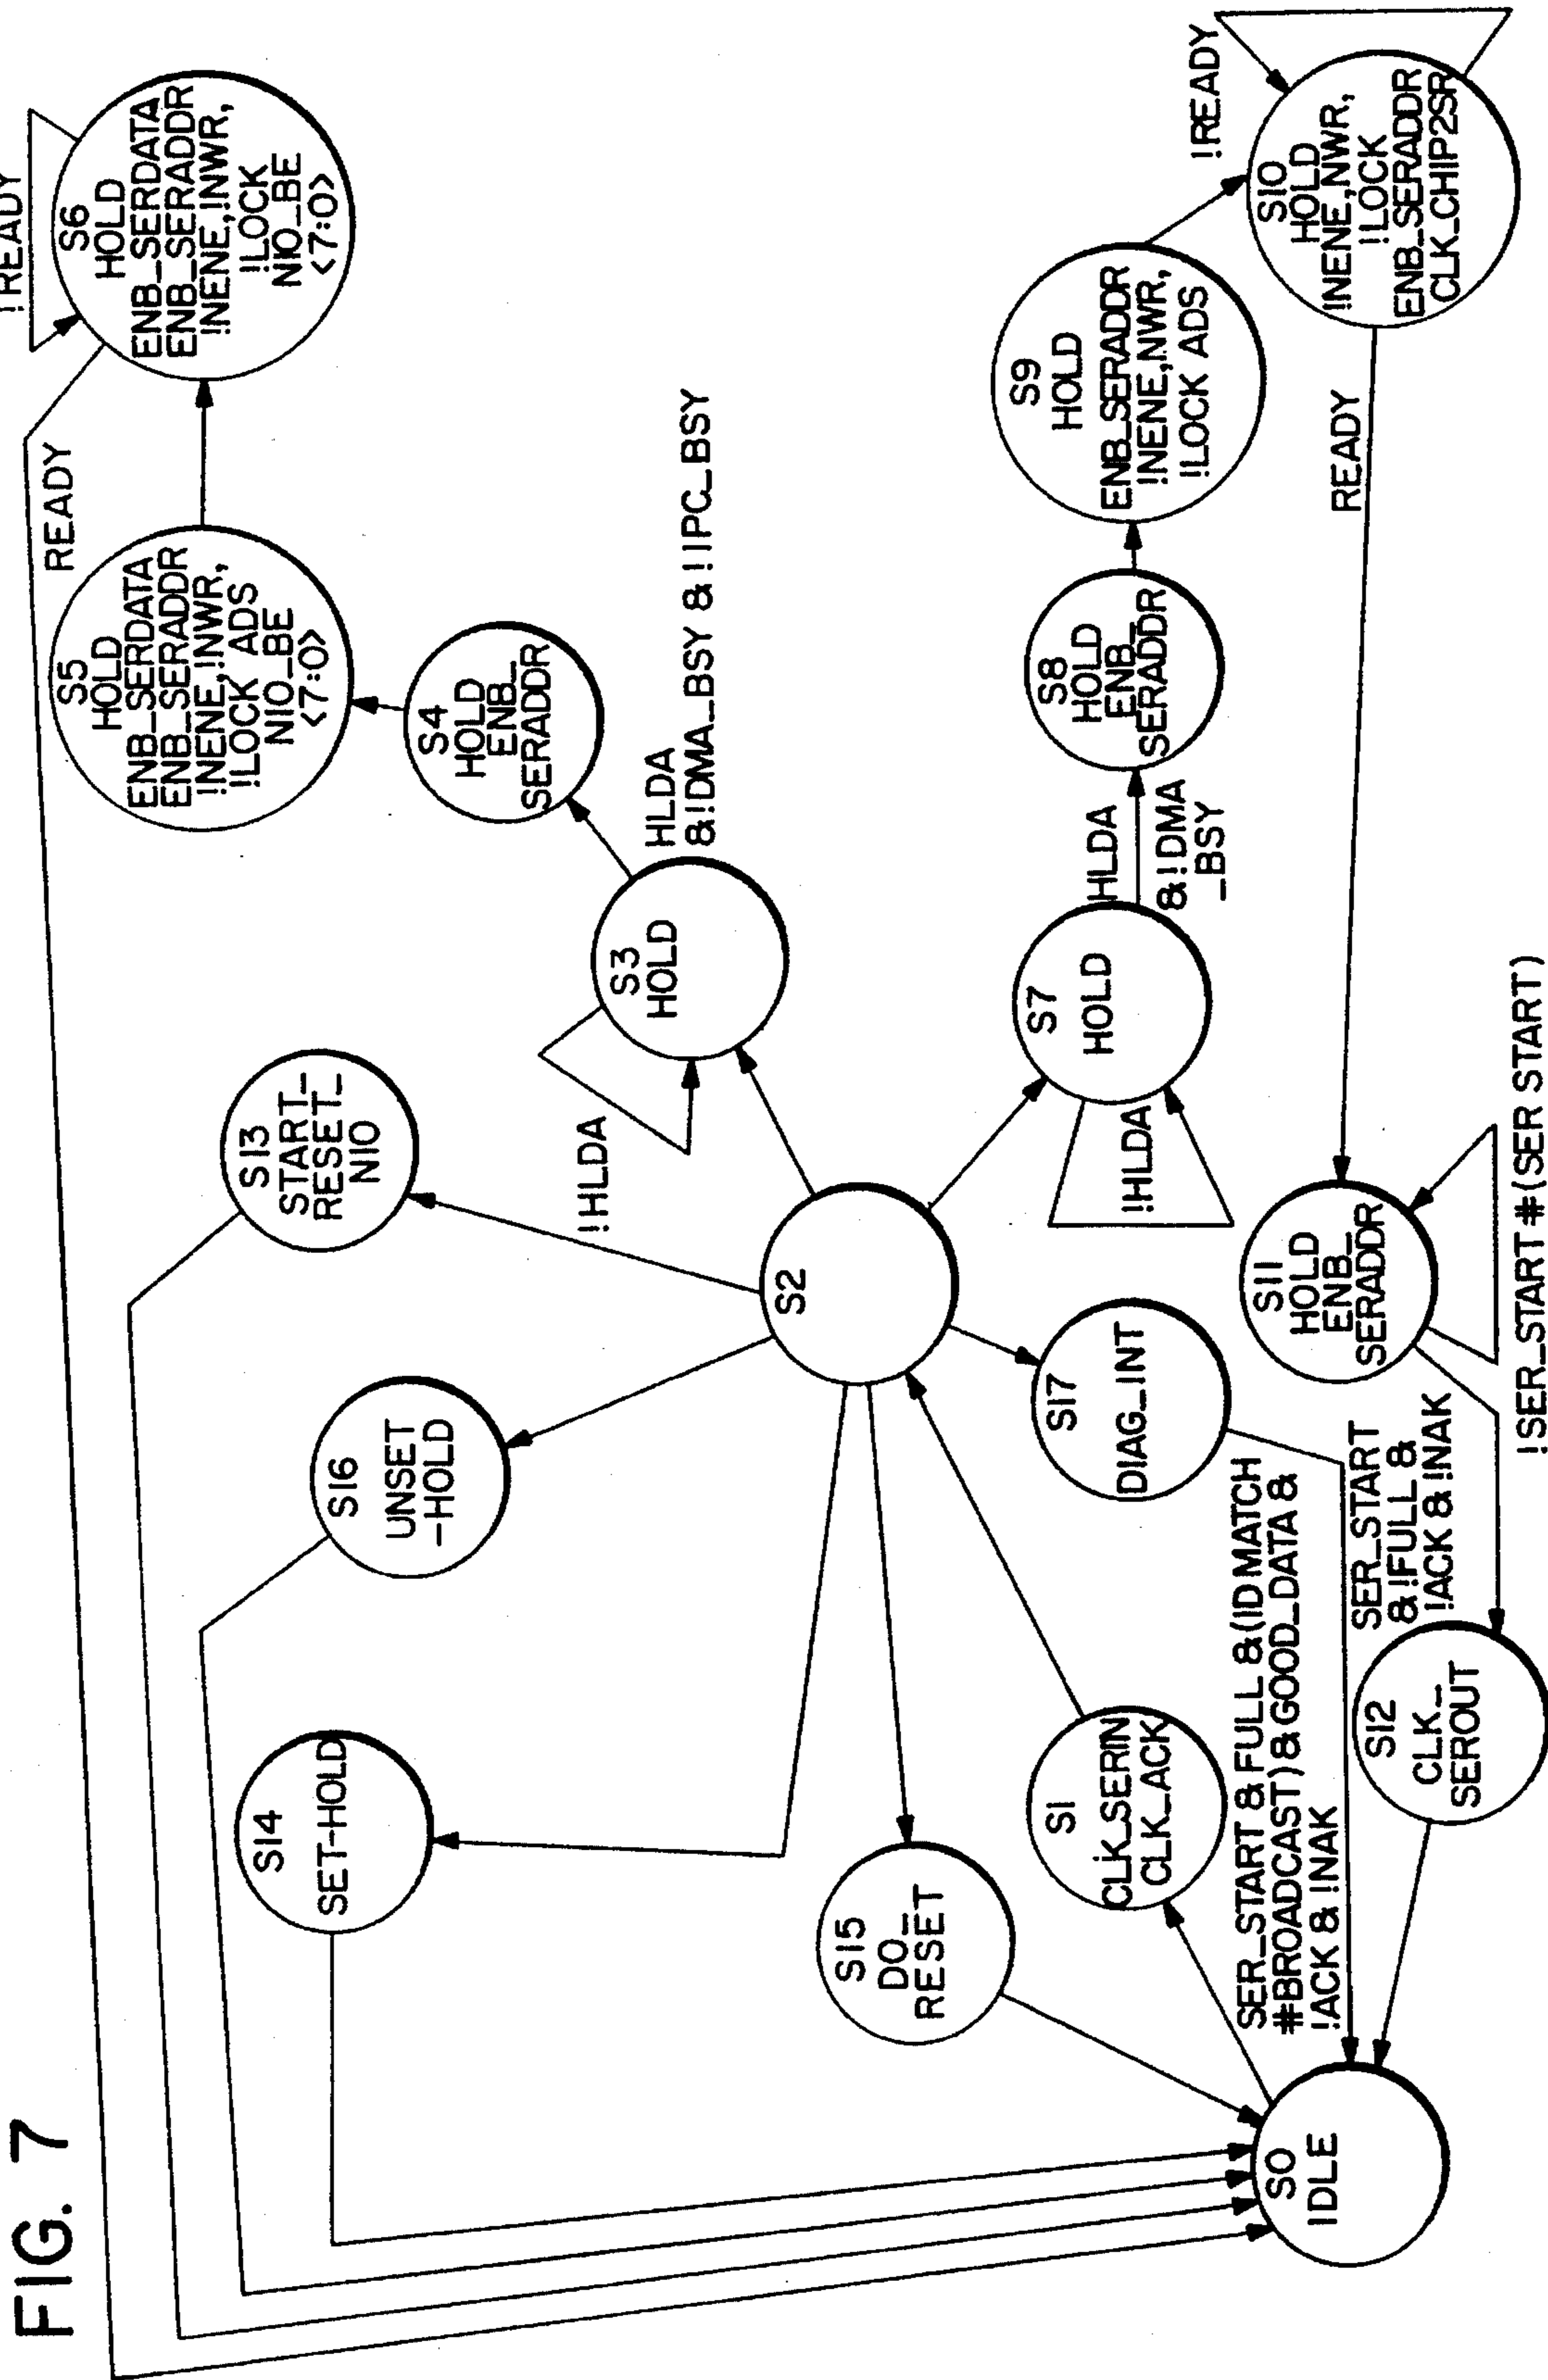 FIG. 7
S0
IDLE
S14
SET-HOLD
S15
DO_
RESET
S1
CLK_SERIN
CLK_ACK
SER_START & FULL & (ID MATCH
#BROADCAST) & GOOD_DATA &
!ACK & !NAK
S12
CLK_
SEROUT
SER_START
& !FULL &
!ACK & !NAK
S16
UNSET
-HOLD
S2
S17
DIAG_INT
S11
HOLD
ENB_
SERADDR
!SER_START #(SER START)
S13
START_
RESET_
NIO
!HLDA
S3
HOLD
HLDA
&!DMA_BSY & !IPC_BSY
!HLDA
S7
HOLD
HLDA
&!DMA
_BSY
S4
HOLD
ENB_
SERADDR
S5
HOLD
ENB_SERDATA
ENB_SERADDR
!NENE,!NWR,
!LOCK ADS
NIO_BE
<7:0>
READY
S8
HOLD
ENB_
SERADDR
S9
HOLD
ENB_SERADDR
!NENE,NWR,
!LOCK ADS
READY
!READY
S6
HOLD
ENB_SERDATA
ENB_SERADDR
!NENE,!NWR,
!LOCK
NIO_BE
<7:0>
!READY
S10
HOLD
!NENE,NWR,
!LOCK
ENB_SERADDR
CLK_CHIP2SR